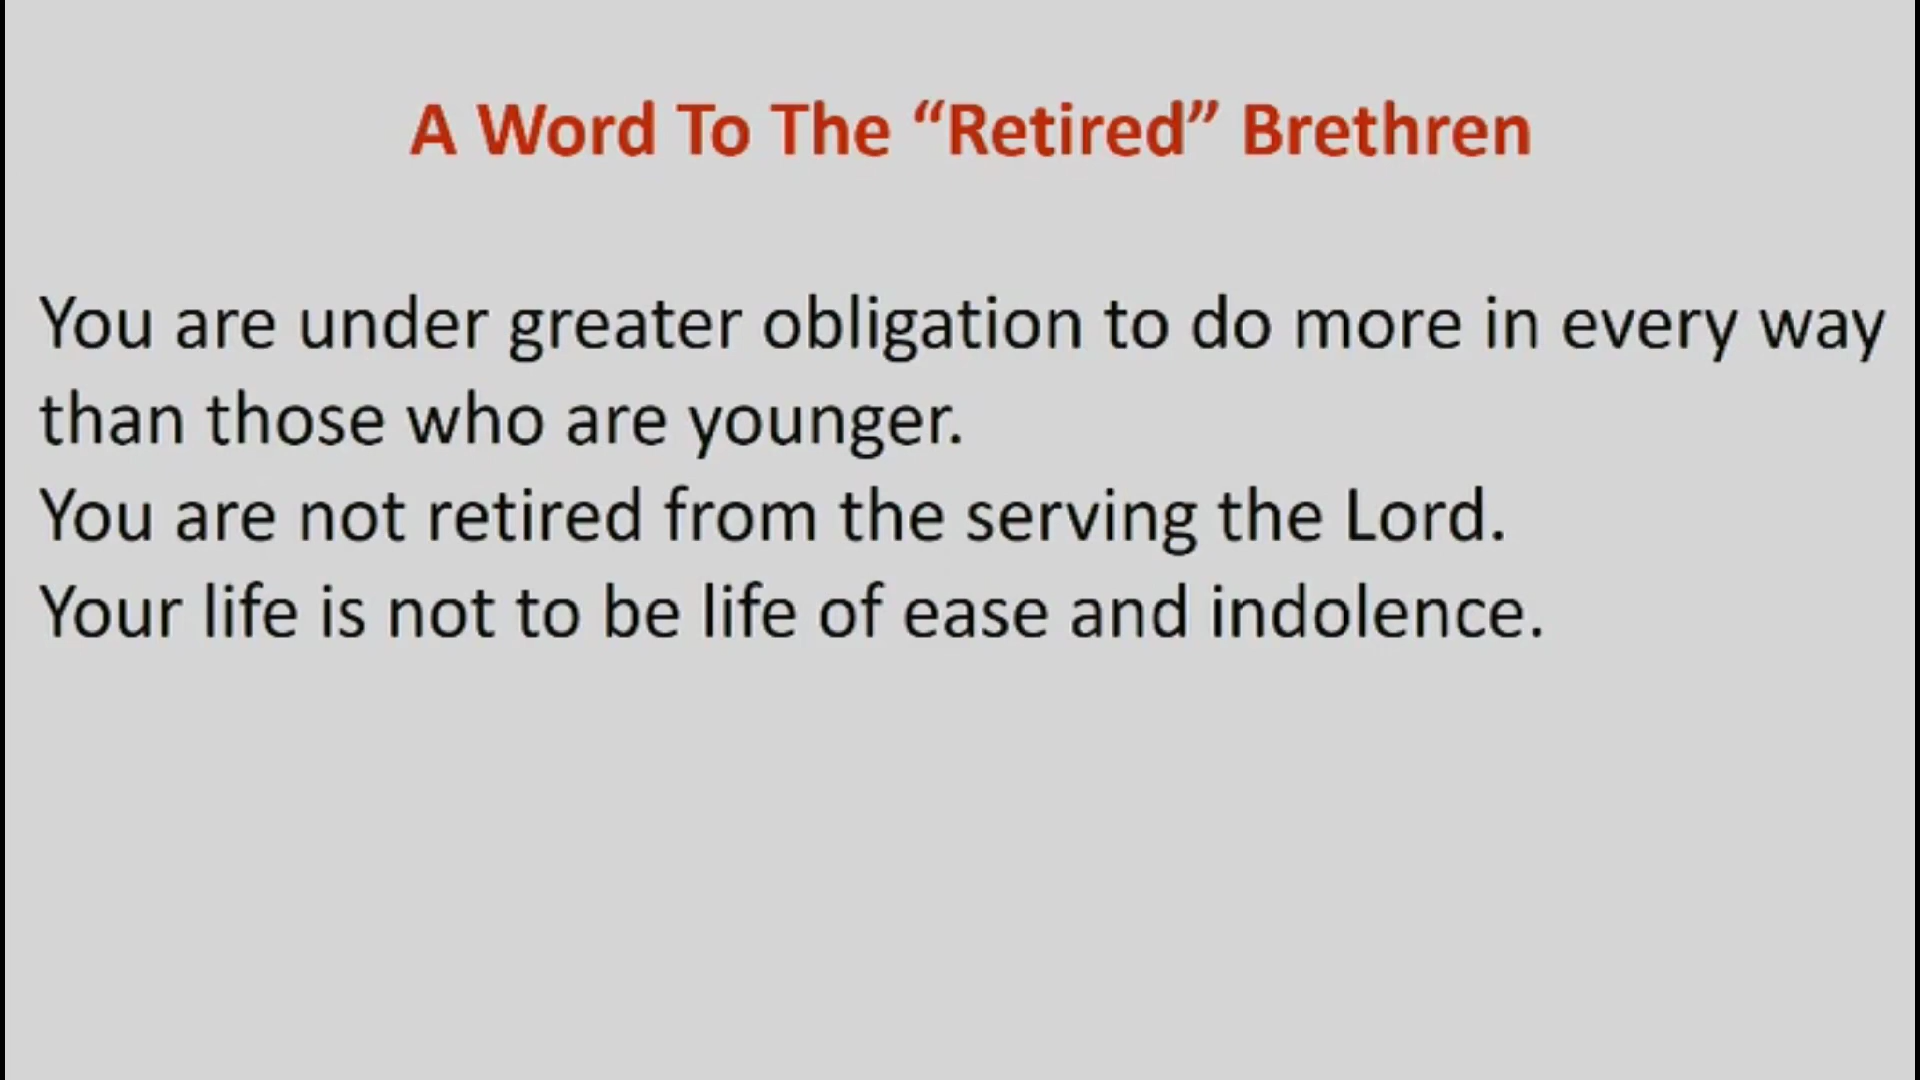 A Word To The “Retired” Brethren
You are under greater obligation to do more in every way
than those who are younger.
You are not retired from the serving the Lord.
Your life is not to be life of ease and indolence.